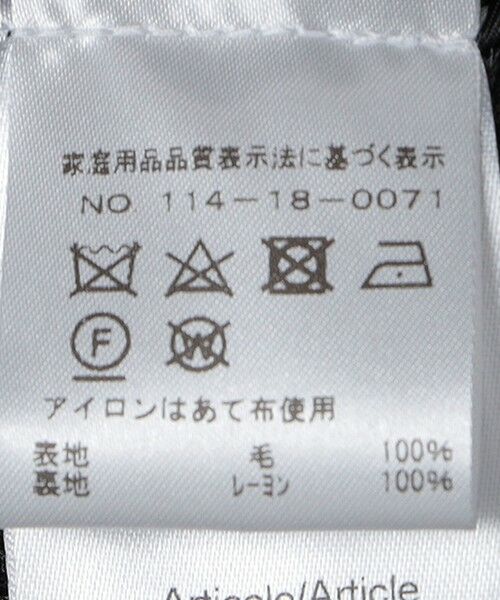 家庭用品品質表示法に基づく表示
NO 114-18-0071
F W
アイロンはあて布使用
表地 毛 100%
裏地 レーヨン 100%
Articolo/Article